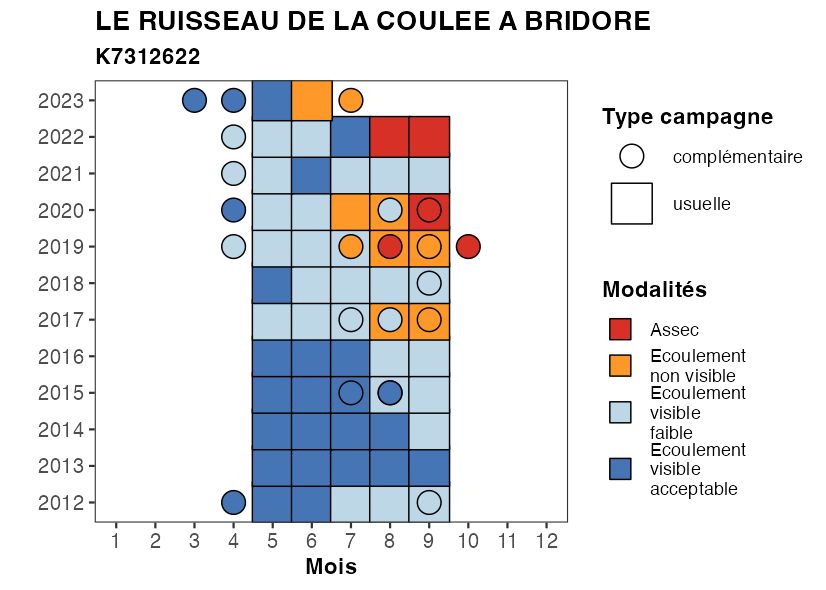 LE RUISSEAU DE LA COULEE A BRIDORE
K7312622
2023
2022
2021
2020
2019
2018
2017
2016
2015
2014
2013
2012
1 2 3 4 5 6 7 8 9 10 11 12
Mois
Type campagne
complémentaire
usuelle
Modalités
Assec
Ecoulement
non visible
Ecoulement
visible
faible
Ecoulement
visible
acceptable